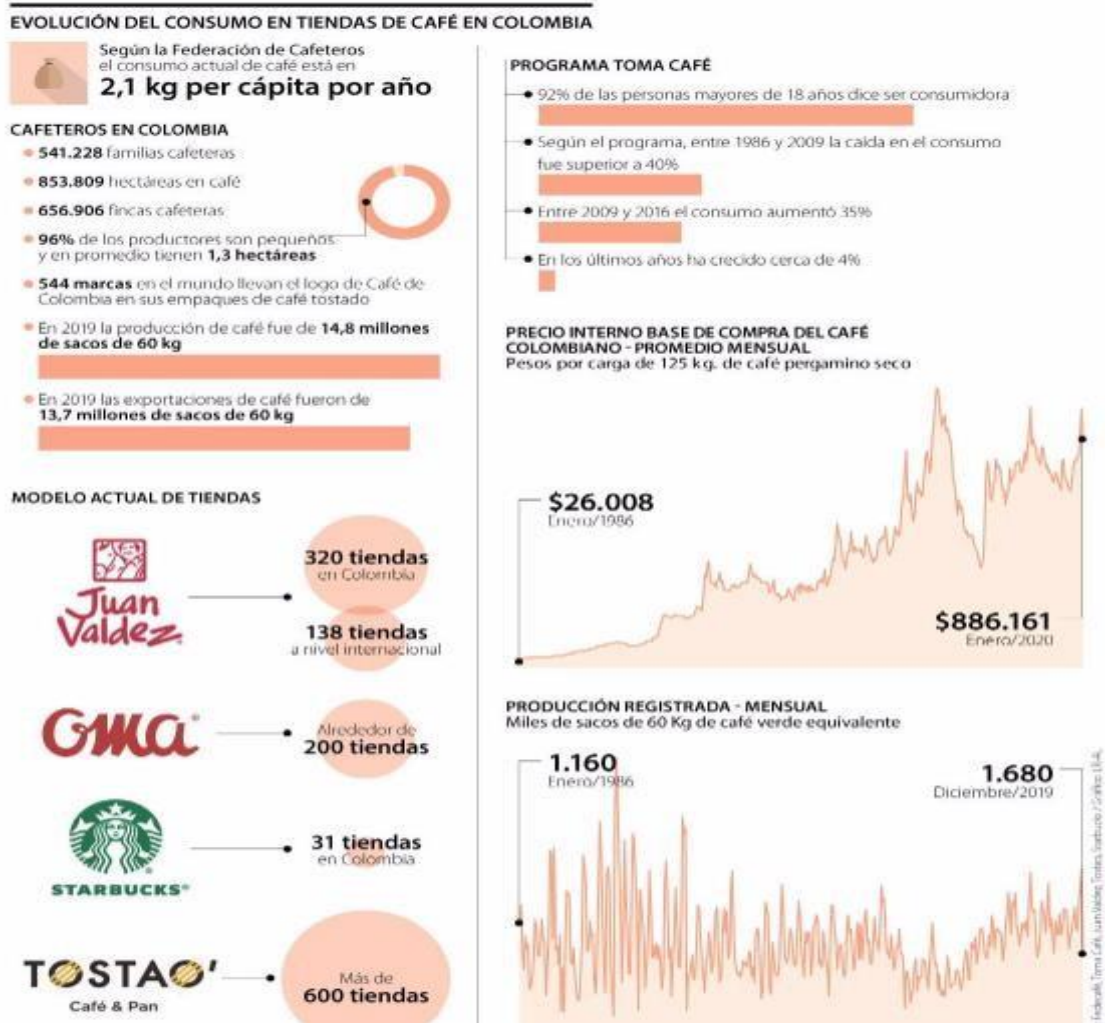 EVOLUCIÓN DEL CONSUMO EN TIENDAS DE CAFÉ EN COLOMBIA
Según la Federación de Cafeteros
el consumo actual de café está en
2,1 kg per cápita por año
CAFETEROS EN COLOMBIA
541.228 familias cafeteras
853.809 hectáreas en café
656.906 fincas cafeteras
96% de los productores son pequeños
y en promedio tienen 1,3 hectáreas
544 marcas en el mundo llevan el logo de Café de
Colombia en sus empaques de café tostado
En 2019 la producción de café fue de 14,8 millones
de sacos de 60 kg
En 2019 las exportaciones de café fueron de
13,7 millones de sacos de 60 kg
MODELO ACTUAL DE TIENDAS
Juan
Valdez
320 tiendas
en Colombia
138 tiendas
a nivel internacional
OMA
Alrededor de
200 tiendas
STARBUCKS
31 tiendas
en Colombia
TOSTAO'
Café & Pan
Más de
600 tiendas
PROGRAMA TOMA CAFÉ
92% de las personas mayores de 18 años dice ser consumidora
Según el programa, entre 1986 y 2009 la caída en el consumo
fue superior a 40%
Entre 2009 y 2016 el consumo aumentó 35%
En los últimos años ha crecido cerca de 4%
PRECIO INTERNO BASE DE COMPRA DEL CAFÉ
COLOMBIANO - PROMEDIO MENSUAL
Pesos por carga de 125 kg. de café pergamino seco
$26.008
Enero/1986
$886.161
Enero/2020
PRODUCCIÓN REGISTRADA - MENSUAL
Miles de sacos de 60 Kg de café verde equivalente
1.160
Enero/1986
1.680
Diciembre/2019